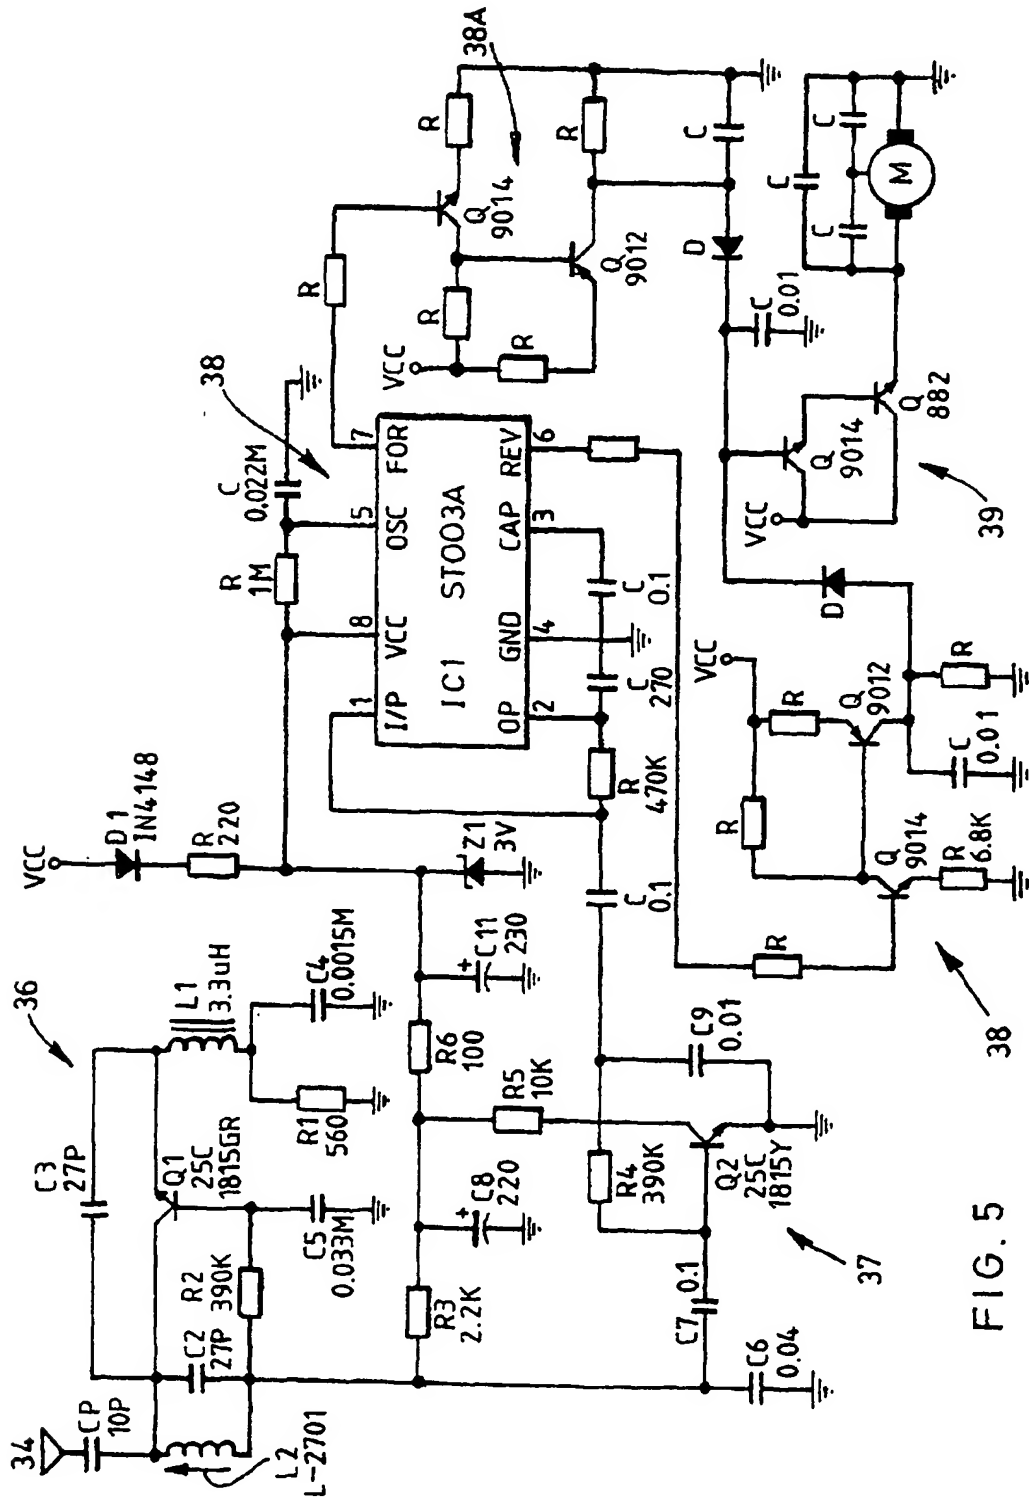 34
CP
10P
L2
L-2701
C3
27P
36
L1
3.3uH
Q1
2SC
1815GR
R2
390K
C2
27P
C5
0.033M
R1
560
C4
0.0015M
VCC
D1
IN4148
R
220
Z1
3V
C11
230
R6
100
C8
220
R3
2.2K
R5
10K
R4
390K
C9
0.01
Q2
2SC
1815Y
C7
0.1
C6
0.04
37
C
0.1
R
470K
C
270
C
0.1
R
1M
C
0.022M
38
1
8
5
7
I/P
VCC
OSC
FOR
IC1
ST003A
OP
GND
CAP
REV
2
4
3
6
R
VCC
R
R
Q
9014
R
38A
Q
9012
R
C
D
C
0.01
VCC
Q
9014
Q
882
39
C
C
C
M
D
VCC
R
R
Q
9012
R
C
0.01
Q
9014
R
6.8K
R
38
FIG. 5